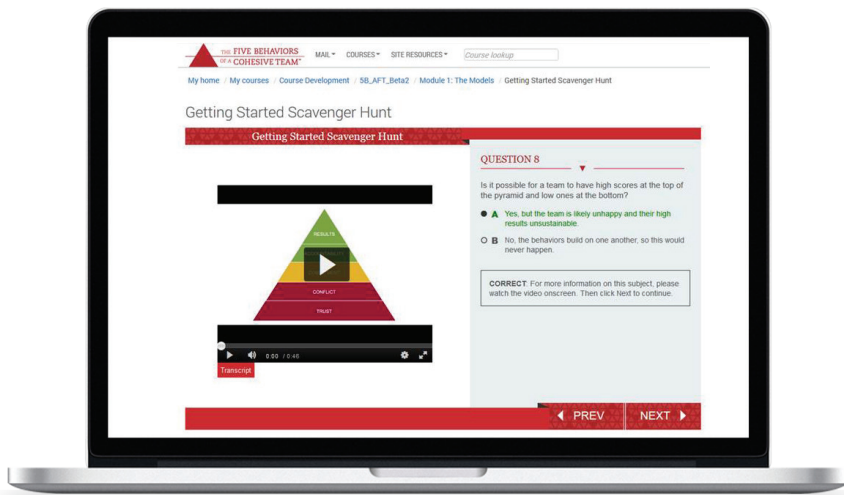 THE FIVE BEHAVIORS
OF A COHESIVE TEAM™
MAIL COURSES SITE RESOURCES Course lookup
My home / My courses / Course Development / 5B_AFT_Beta2 / Module 1: The Models / Getting Started Scavenger Hunt
Getting Started Scavenger Hunt
Getting Started Scavenger Hunt
RESULTS
CONFLICT
TRUST
0:00 / 0:46
Transcript
QUESTION 8
Is it possible for a team to have high scores at the top of
the pyramid and low ones at the bottom?
A Yes, but the team is likely unhappy and their high
results unsustainable.
B No, the behaviors build on one another, so this would
never happen.
CORRECT: For more information on this subject, please
watch the video onscreen. Then click Next to continue.
PREV NEXT